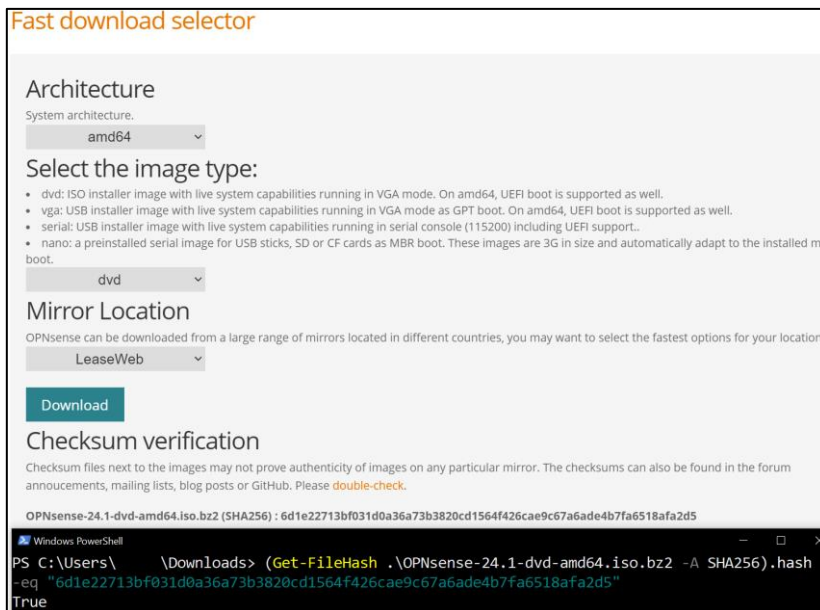 Fast download selector
Architecture
System architecture.
amd64
Select the image type:
• dvd: ISO installer image with live system capabilities running in VGA mode. On amd64, UEFI boot is supported as well.
• vga: USB installer image with live system capabilities running in VGA mode as GPT boot. On amd64, UEFI boot is supported as well.
• serial: USB installer image with live system capabilities running in serial console (115200) including UEFI support..
• nano: a preinstalled serial image for USB sticks, SD or CF cards as MBR boot. These images are 3G in size and automatically adapt to the installed m
boot.
dvd
Mirror Location
OPNsense can be downloaded from a large range of mirrors located in different countries, you may want to select the fastest options for your location
LeaseWeb
Download
Checksum verification
Checksum files next to the images may not prove authenticity of images on any particular mirror. The checksums can also be found in the forum
annoucements, mailing lists, blog posts or GitHub. Please double-check.
OPNsense-24.1-dvd-amd64.iso.bz2 (SHA256) : 6d1e22713bf031d0a36a73b3820cd1564f426cae9c67a6ade4b7fa6518afa2d5
Windows PowerShell
PS C:\Users\ \Downloads> (Get-FileHash .\OPNsense-24.1-dvd-amd64.iso.bz2 -A SHA256).hash
-eq "6d1e22713bf031d0a36a73b3820cd1564f426cae9c67a6ade4b7fa6518afa2d5"
True